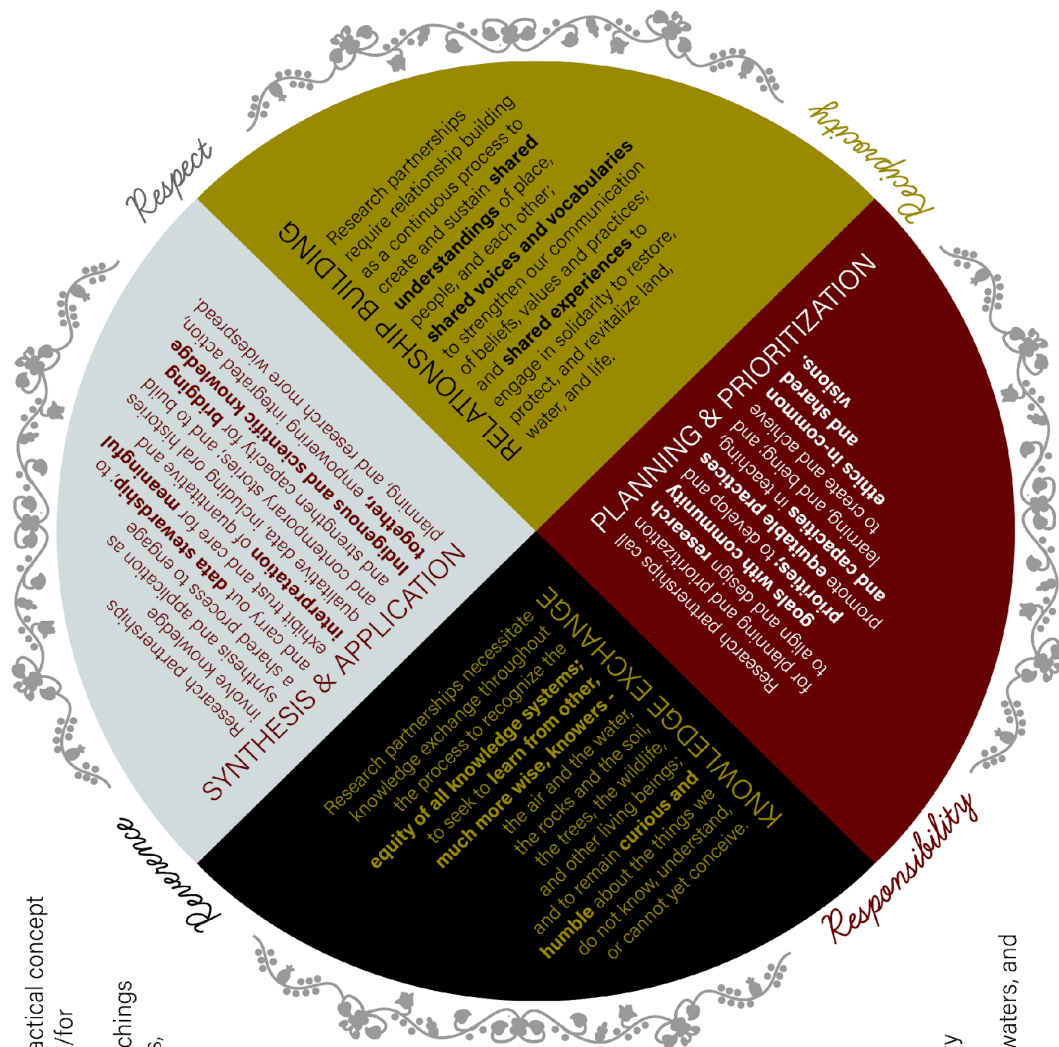 Respect
Reciprocity
RELATIONSHIP BUILDING
Research partnerships
require relationship building
as a continuous process to
create and sustain shared
understandings of place,
people, and each other;
shared voices and vocabularies
to strengthen our communication
of beliefs, values and practices;
and shared experiences to
engage in solidarity to restore,
protect, and revitalize land,
water, and life.
PLANNING & PRIORITIZATION
Research partnerships call
for planning and prioritization
to align and design research
goals with community
priorities; to develop and
promote equitable practices
and capacities in teaching,
learning, and being; and
to create and achieve
ethics in-common
and shared
visions.
Responsibility
KNOWLEDGE EXCHANGE
Research partnerships necessitate
knowledge exchange throughout
the process to recognize the
equity of all knowledge systems;
to seek to learn from other,
much more wise, knowers -
the air and the water,
the rocks and the soil,
the trees, the wildlife,
and other living beings;
and to remain curious and
humble about the things we
do not know, understand,
or cannot yet conceive.
Reverence
SYNTHESIS & APPLICATION
Research partnerships
involve knowledge
synthesis and application as
a shared process to engage
and carry out data stewardship; to
exhibit trust and care for meaningful
interpretation of quantitative and
qualitative data, including oral histories
and contemporary stories; and to build
and strengthen capacity for bridging
Indigenous and scientific knowledge
together, empowering integrated action,
planning and research more widespread.
actical concept
/for
chings
s,
y
waters, and